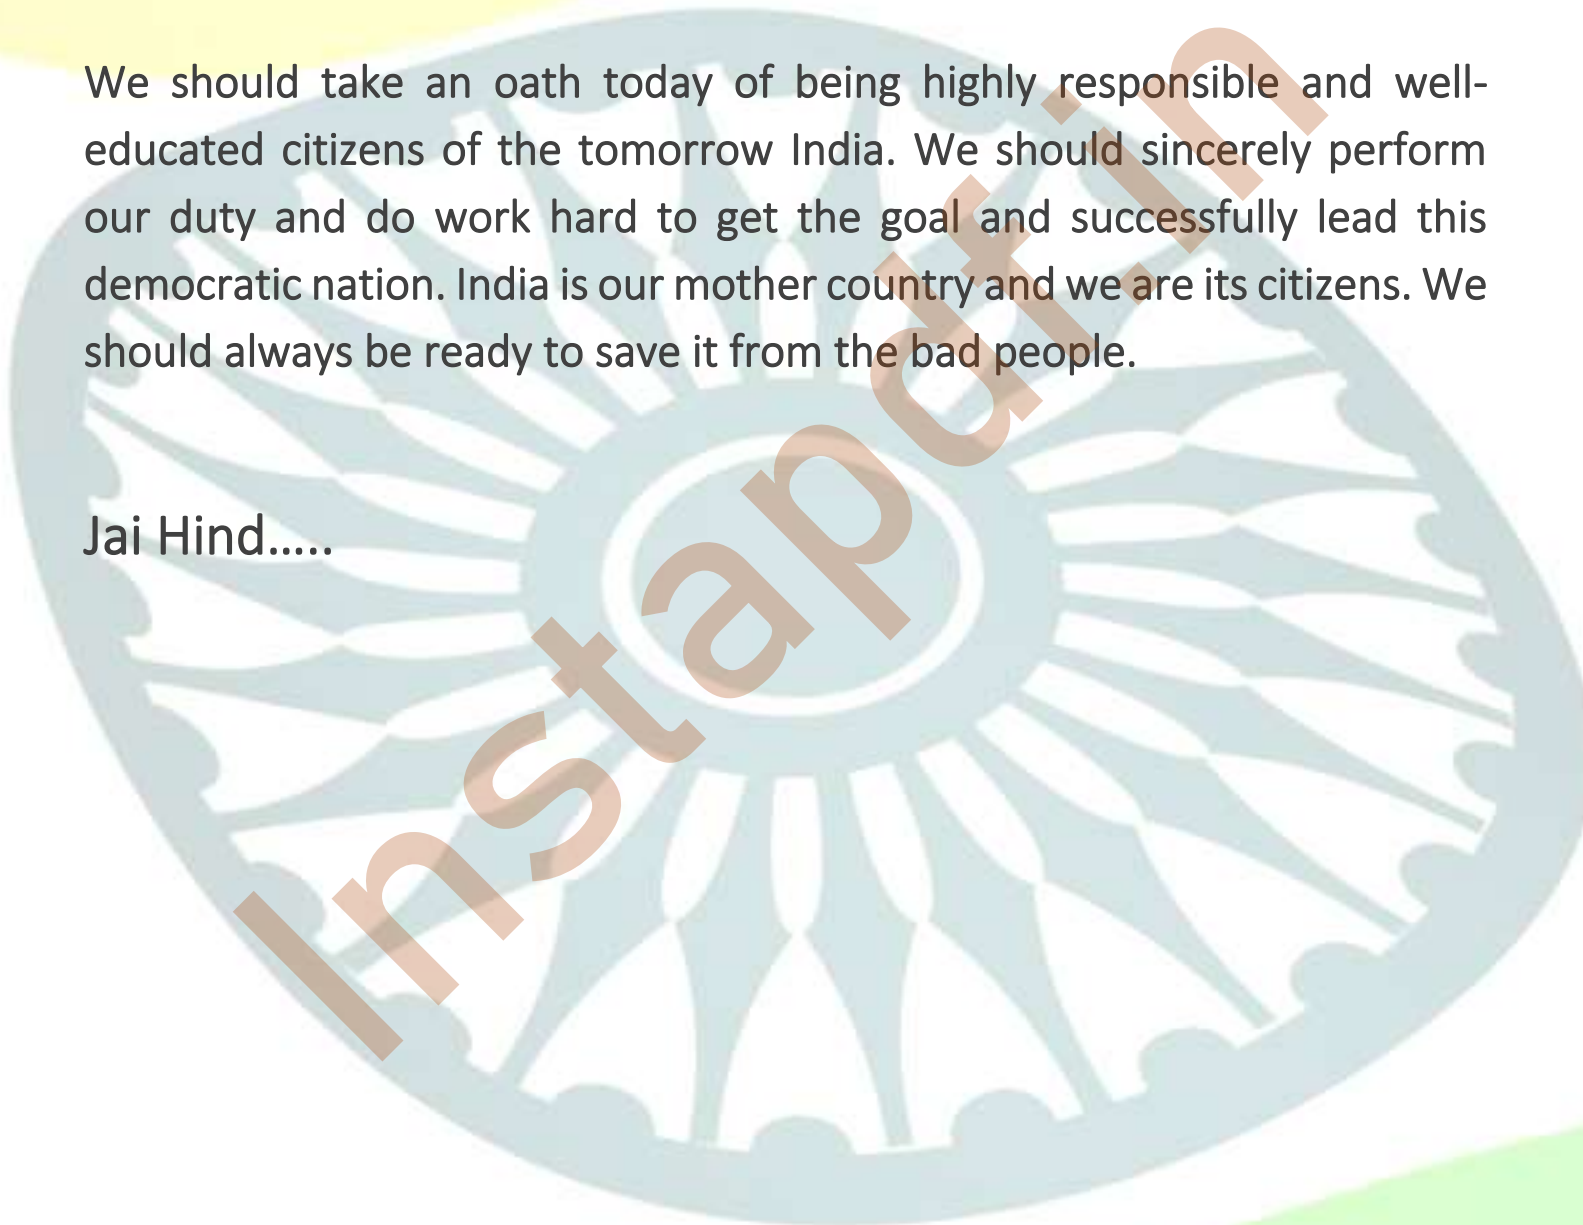 We should take an oath today of being highly responsible and well-
educated citizens of the tomorrow India. We should sincerely perform
our duty and do work hard to get the goal and successfully lead this
democratic nation. India is our mother country and we are its citizens. We
should always be ready to save it from the bad people.
Jai Hind.....
Instapdf.in